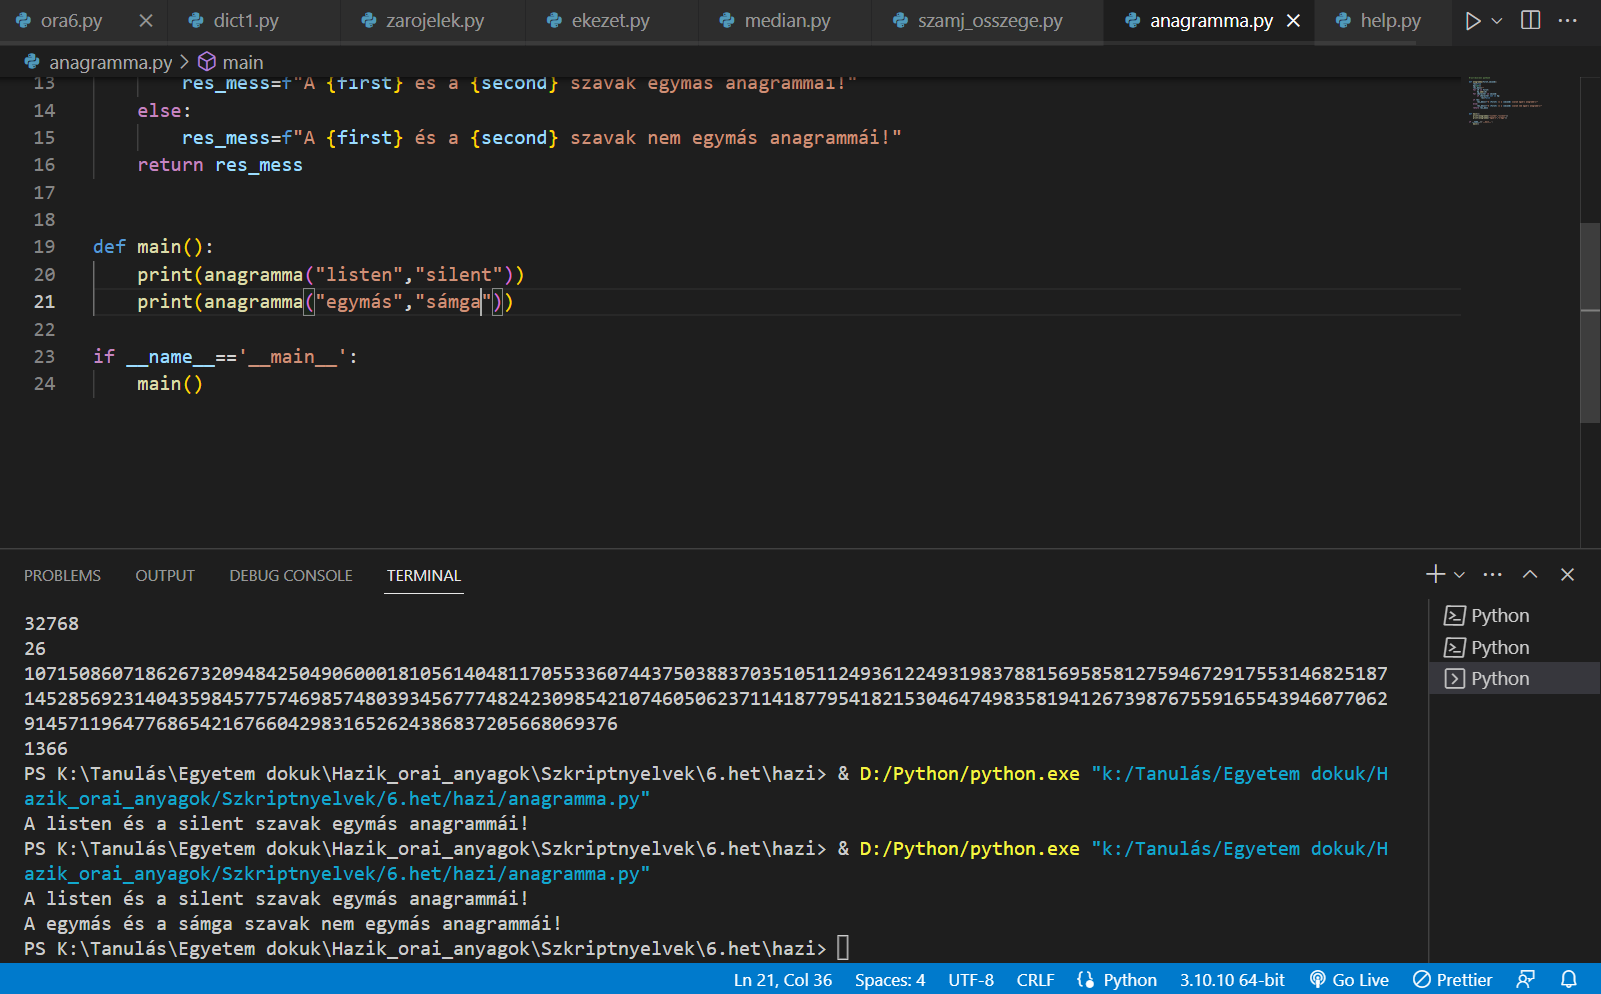 ora6.py dict1.py zarojelek.py ekezet.py median.py szamj_osszege.py anagramma.py help.py
anagramma.py > main
13 res_mess=f"A {first} és a {second} szavak egymás anagrammái!"
14 else:
15 res_mess=f"A {first} és a {second} szavak nem egymás anagrammái!"
16 return res_mess
17
18
19 def main():
20 print(anagramma("listen","silent"))
21 print(anagramma("egymás","sámga"))
22
23 if __name__=='__main__':
24 main()
PROBLEMS OUTPUT DEBUG CONSOLE TERMINAL
32768
26
10715086071862673209484250490600018105614048117055336074437503883703510511249361224931983788156958581275946729175531468251871
14528569231404359845775746985748039345677748242309854210746050623711418779541821530464749835819412673987675591655439460770629
14571196477686542167660429831652624386837205668069376
1366
PS K:\Tanulás\Egyetem dokuk\Hazik_orai_anyagok\Szkriptnyelvek\6.het\hazi> & D:/Python/python.exe "k:/Tanulás/Egyetem dokuk/H
azik_orai_anyagok/Szkriptnyelvek/6.het/hazi/anagramma.py"
A listen és a silent szavak egymás anagrammái!
PS K:\Tanulás\Egyetem dokuk\Hazik_orai_anyagok\Szkriptnyelvek\6.het\hazi> & D:/Python/python.exe "k:/Tanulás/Egyetem dokuk/H
azik_orai_anyagok/Szkriptnyelvek/6.het/hazi/anagramma.py"
A listen és a silent szavak egymás anagrammái!
A egymás és a sámga szavak nem egymás anagrammái!
PS K:\Tanulás\Egyetem dokuk\Hazik_orai_anyagok\Szkriptnyelvek\6.het\hazi>
Python
Python
Python
Ln 21, Col 36 Spaces: 4 UTF-8 CRLF Python 3.10.10 64-bit Go Live Prettier